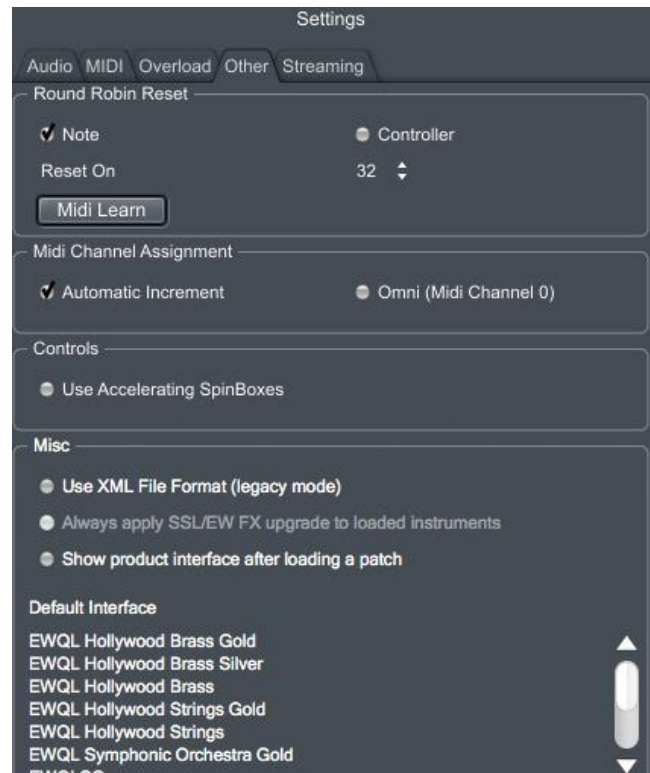 Settings
Audio MIDI Overload Other Streaming
Round Robin Reset
Note Controller
Reset On 32
Midi Learn
Midi Channel Assignment
Automatic Increment Omni (Midi Channel 0)
Controls
Use Accelerating SpinBoxes
Misc
Use XML File Format (legacy mode)
Always apply SSL/EW FX upgrade to loaded instruments
Show product interface after loading a patch
Default Interface
EWQL Hollywood Brass Gold
EWQL Hollywood Brass Silver
EWQL Hollywood Brass
EWQL Hollywood Strings Gold
EWQL Hollywood Strings
EWQL Symphonic Orchestra Gold